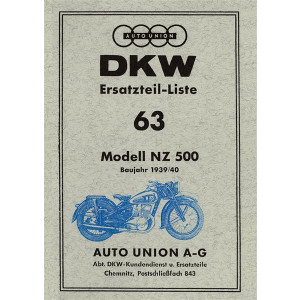 AUTO UNION
DKW
Ersatzteil-Liste
63
Modell NZ 500
Baujahr 1939/40
AUTO UNION A-G
Abt. DKW-Kundendienst u. Ersatzteile
Chemnitz, Postschließfach 843